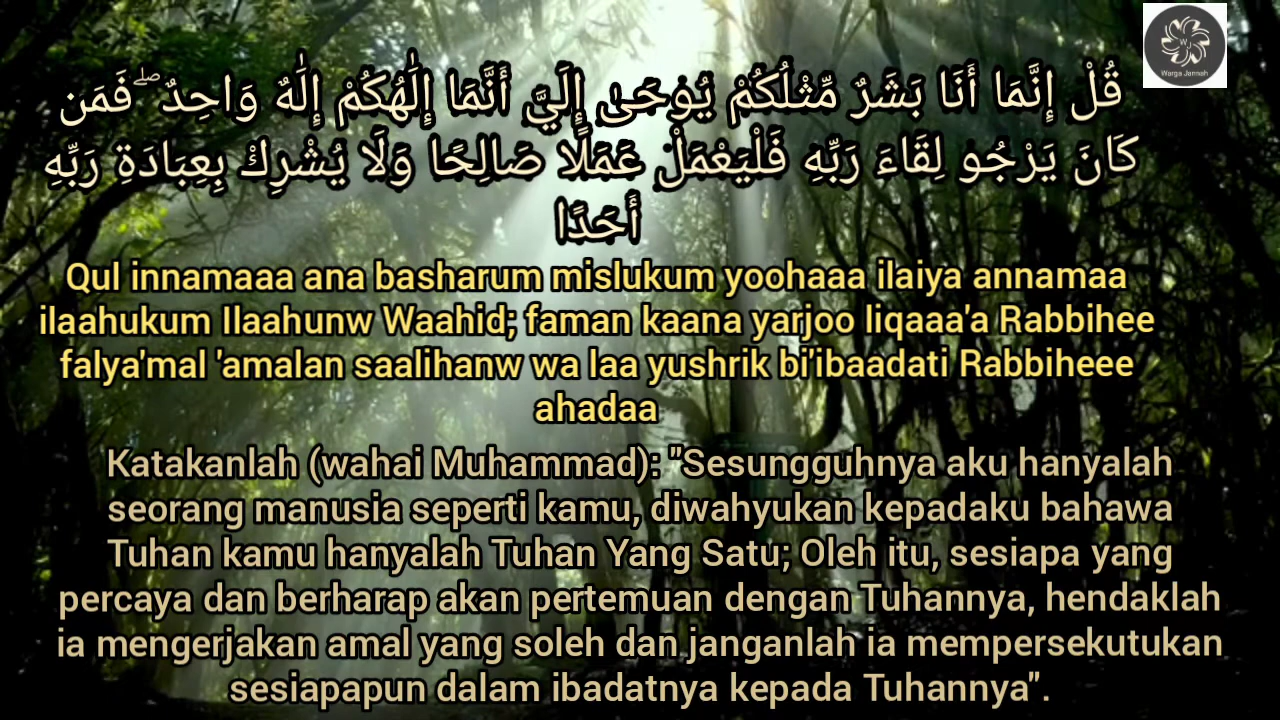 قُلْ إِنَّمَا أَنَا بَشَرٌ مِّثْلُكُمْ يُوحَىٰ إِلَيَّ أَنَّمَا إِلَٰهُكُمْ إِلَٰهٌ وَاحِدٌ ۖ فَمَن
كَانَ يَرْجُو لِقَاءَ رَبِّهِ فَلْيَعْمَلْ عَمَلًا صَالِحًا وَلَا يُشْرِكْ بِعِبَادَةِ رَبِّهِ
أَحَدًا
Qul innamaaa ana basharum mislukum yoohaaa ilaiya annamaa
ilaahukum Ilaahunw Waahid; faman kaana yarjoo liqaaa'a Rabbihee
falya'mal 'amalan saalihanw wa laa yushrik bi'ibaadati Rabbiheee
ahadaa
Katakanlah (wahai Muhammad): "Sesungguhnya aku hanyalah
seorang manusia seperti kamu, diwahyukan kepadaku bahawa
Tuhan kamu hanyalah Tuhan Yang Satu; Oleh itu, sesiapa yang
percaya dan berharap akan pertemuan dengan Tuhannya, hendaklah
ia mengerjakan amal yang soleh dan janganlah ia mempersekutukan
sesiapapun dalam ibadatnya kepada Tuhannya".
WJ
Warga Jannah